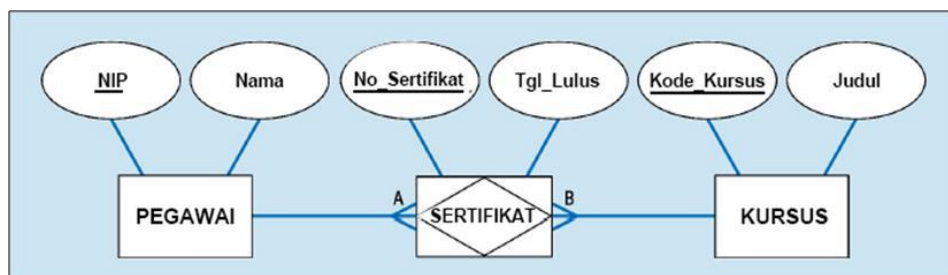 NIP
Nama
No_Sertifikat
Tgl_Lulus
Kode_Kursus
Judul
A
B
PEGAWAI
SERTIFIKAT
KURSUS